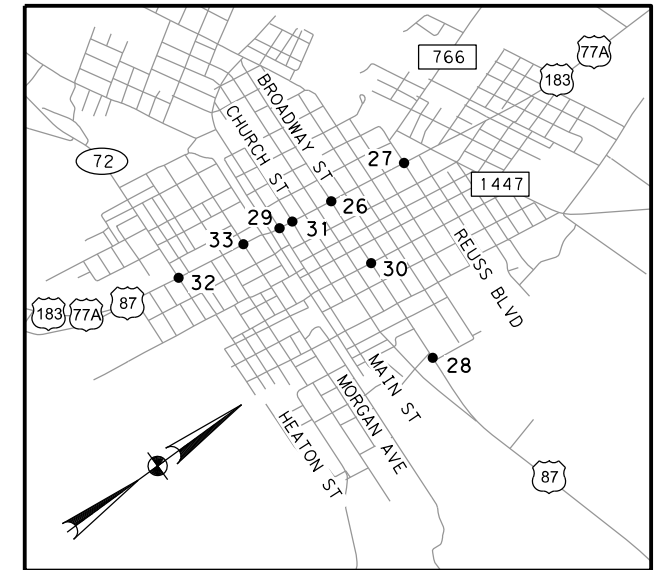 77A
766
183
BROADWAY ST
CHURCH ST
72
27
1447
26
29
31
33
30
REUSS BLVD
32
183
77A
87
28
MAIN ST
MORGAN AVE
HEATON ST
87